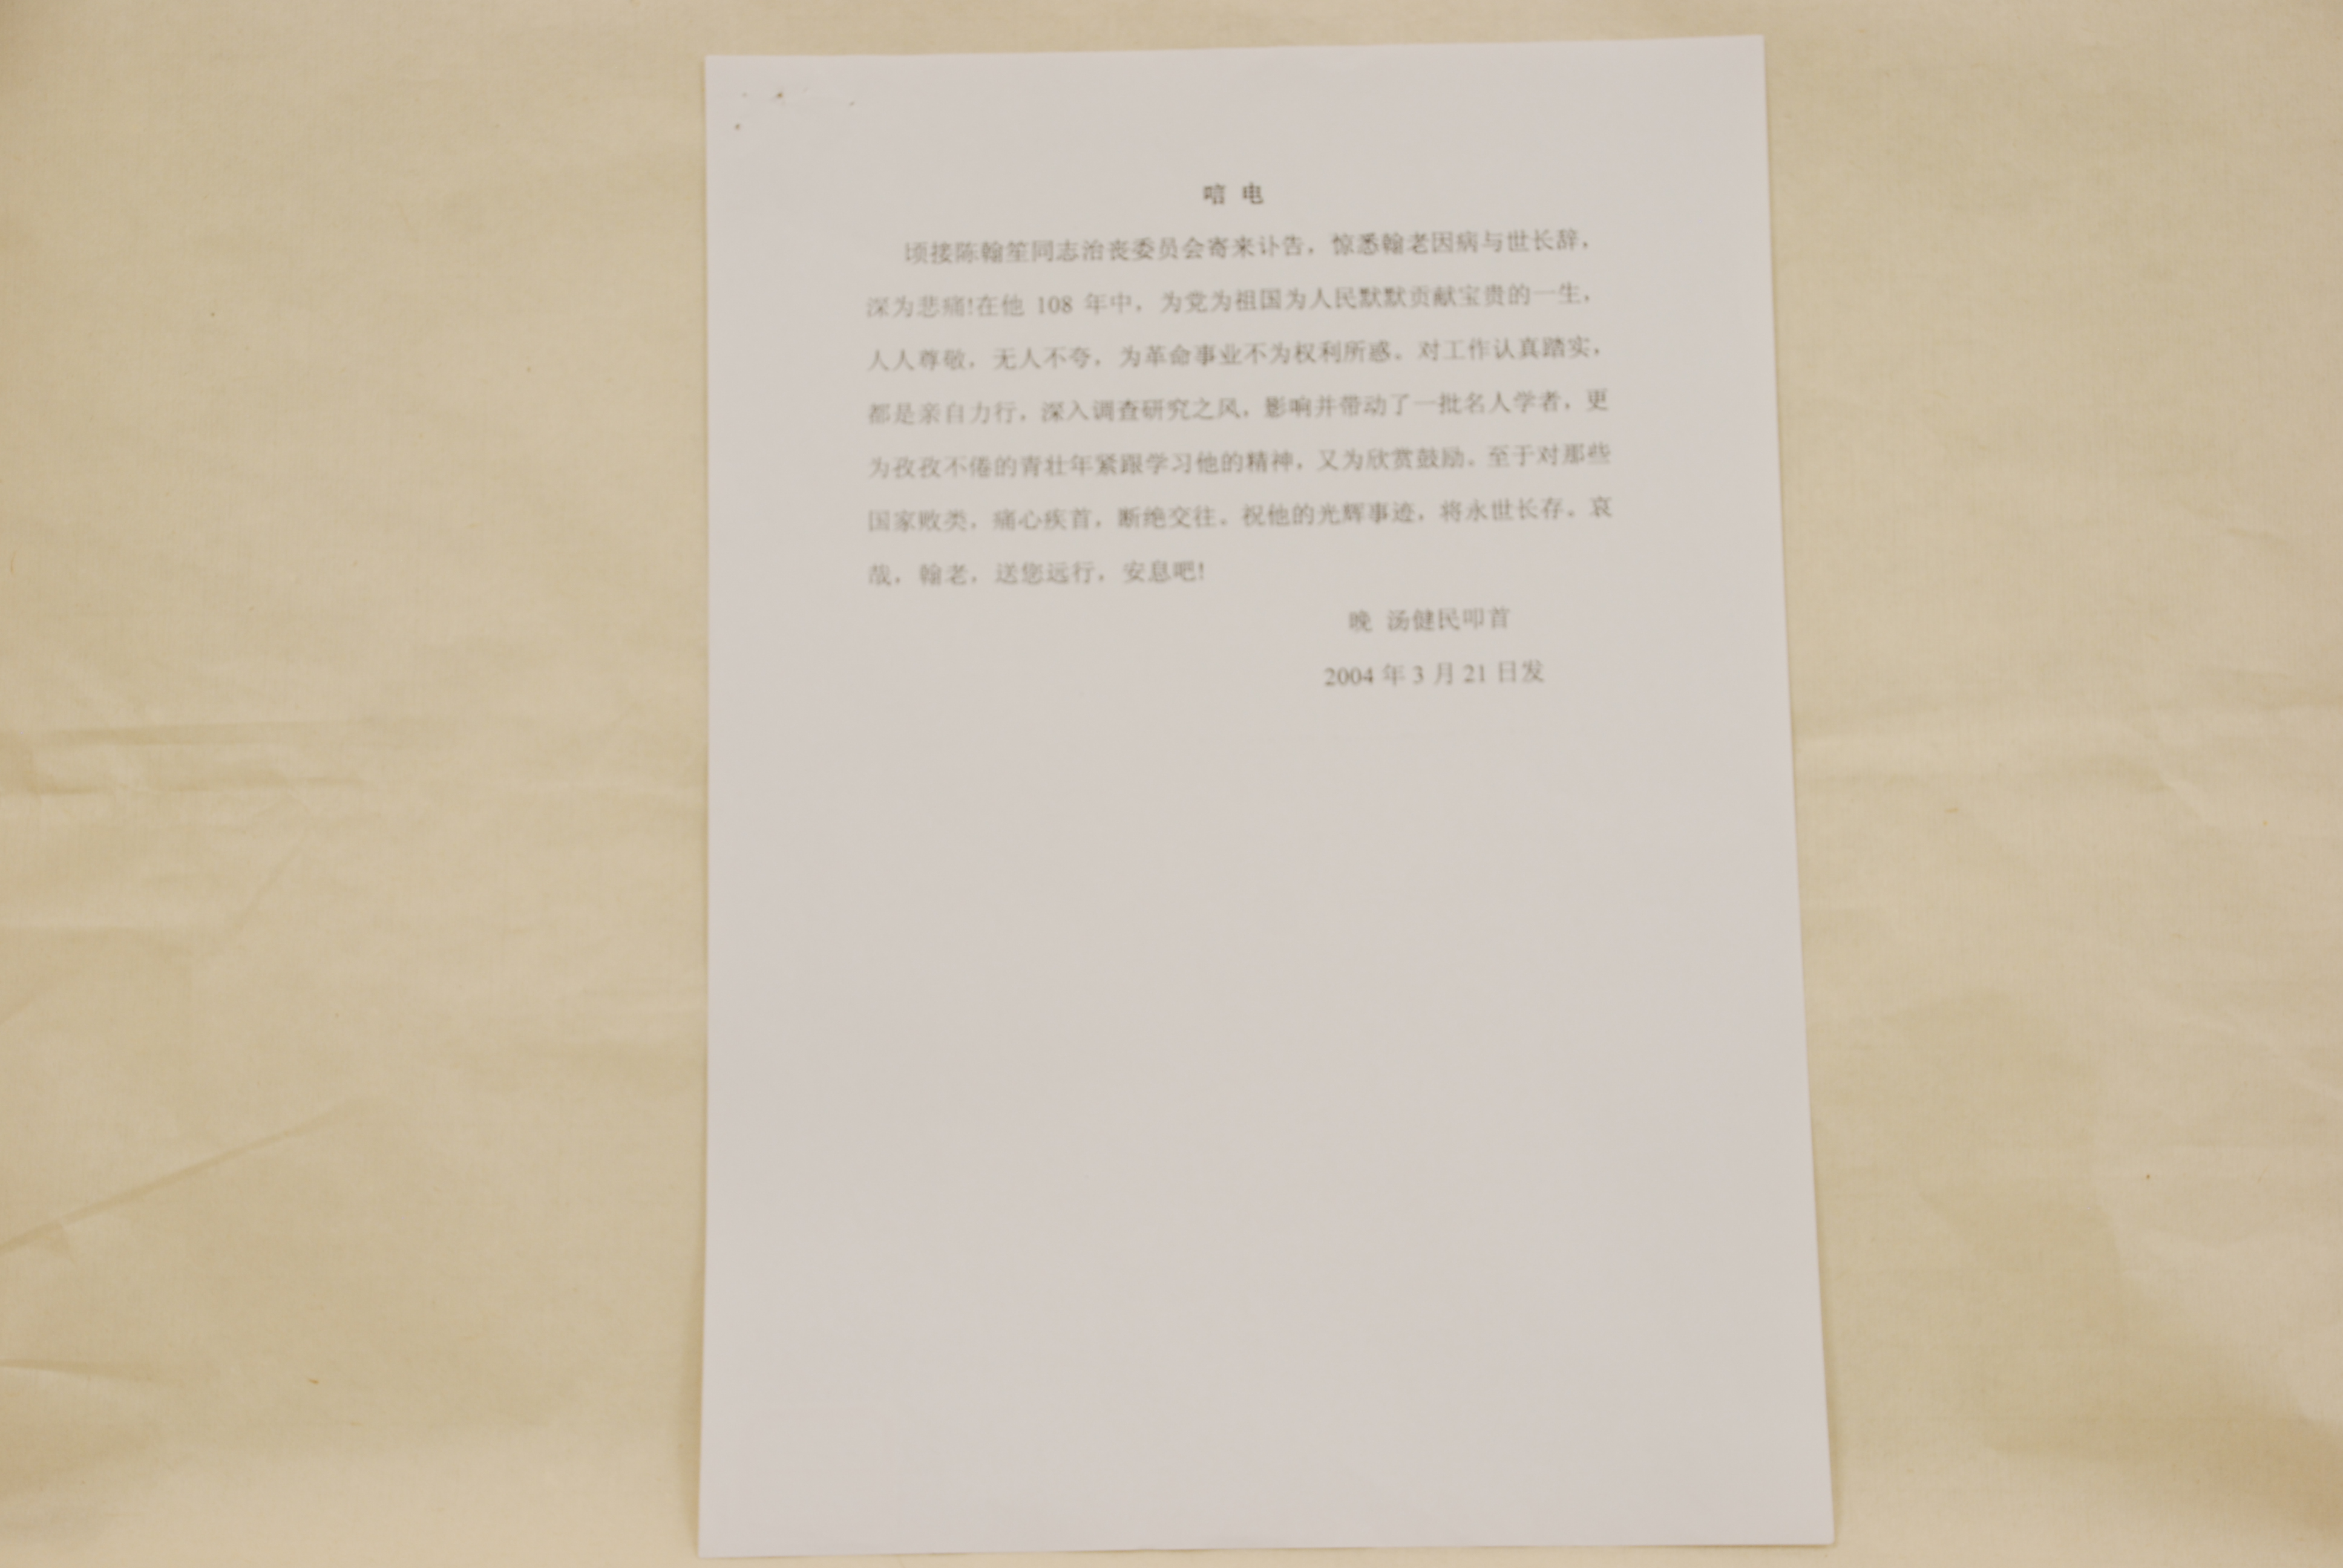 唁 电
顷接陈翰笙同志治丧委员会寄来讣告，惊悉翰老因病与世长辞，
深为悲痛!在他 108 年中，为党为祖国为人民默默贡献宝贵的一生，
人人尊敬，无人不夸，为革命事业不为权利所惑。对工作认真踏实，
都是亲自力行，深入调查研究之风，影响并带动了一批名人学者，更
为孜孜不倦的青壮年紧跟学习他的精神，又为欣赏鼓励。至于对那些
国家败类，痛心疾首，断绝交往。祝他的光辉事迹，将永世长存。哀
哉，翰老，送您远行，安息吧!
晚 汤健民叩首
2004 年 3 月 21 日发